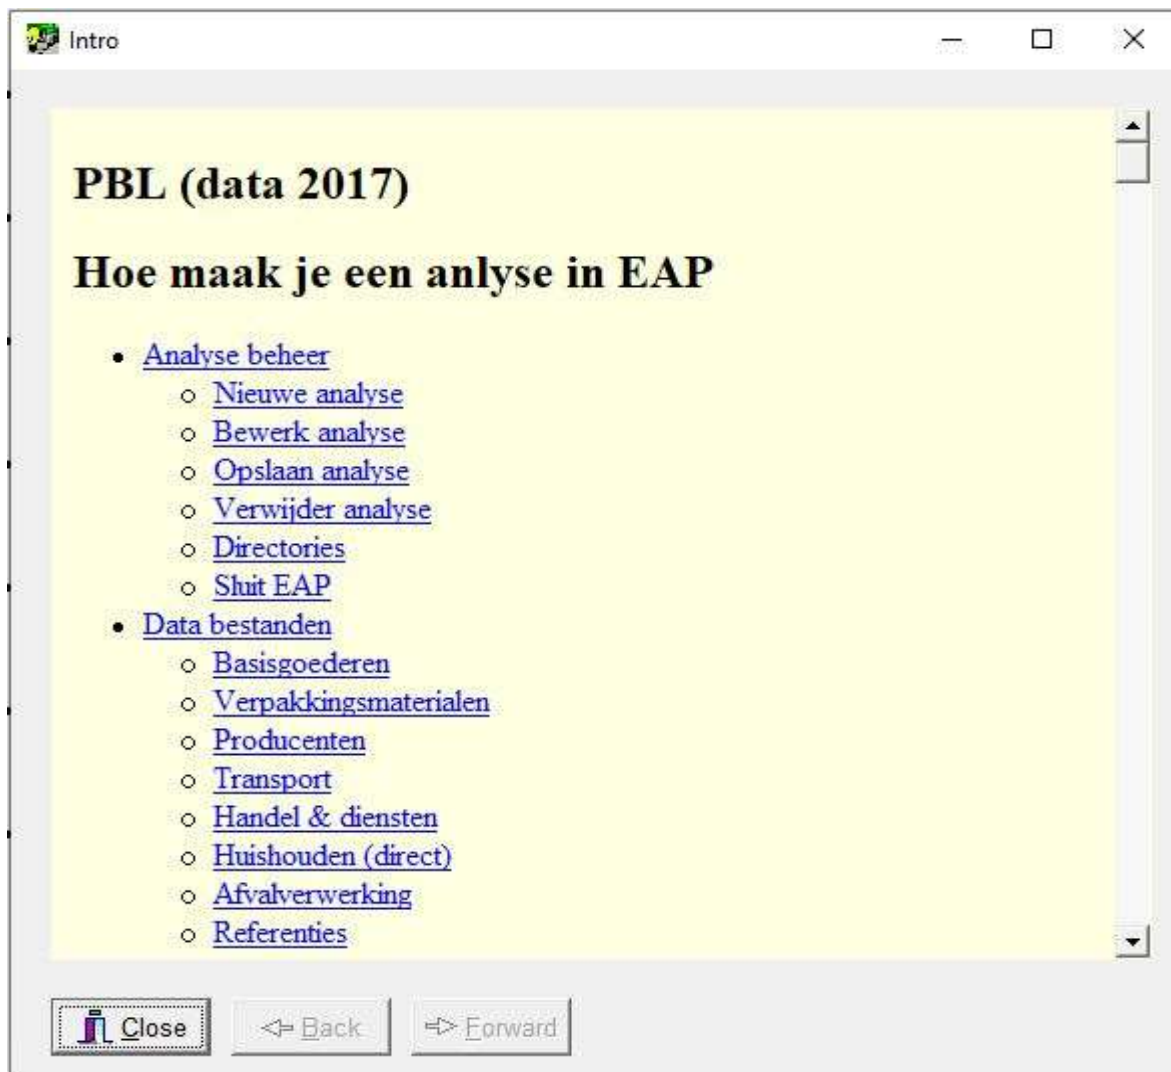 Intro
PBL (data 2017)
Hoe maak je een anlyse in EAP
Analyse beheer
Nieuwe analyse
Bewerk analyse
Opslaan analyse
Verwijder analyse
Directories
Sluit EAP
Data bestanden
Basisgoederen
Verpakkingsmaterialen
Producenten
Transport
Handel & diensten
Huishouden (direct)
Afvalverwerking
Referenties
Close Back Forward